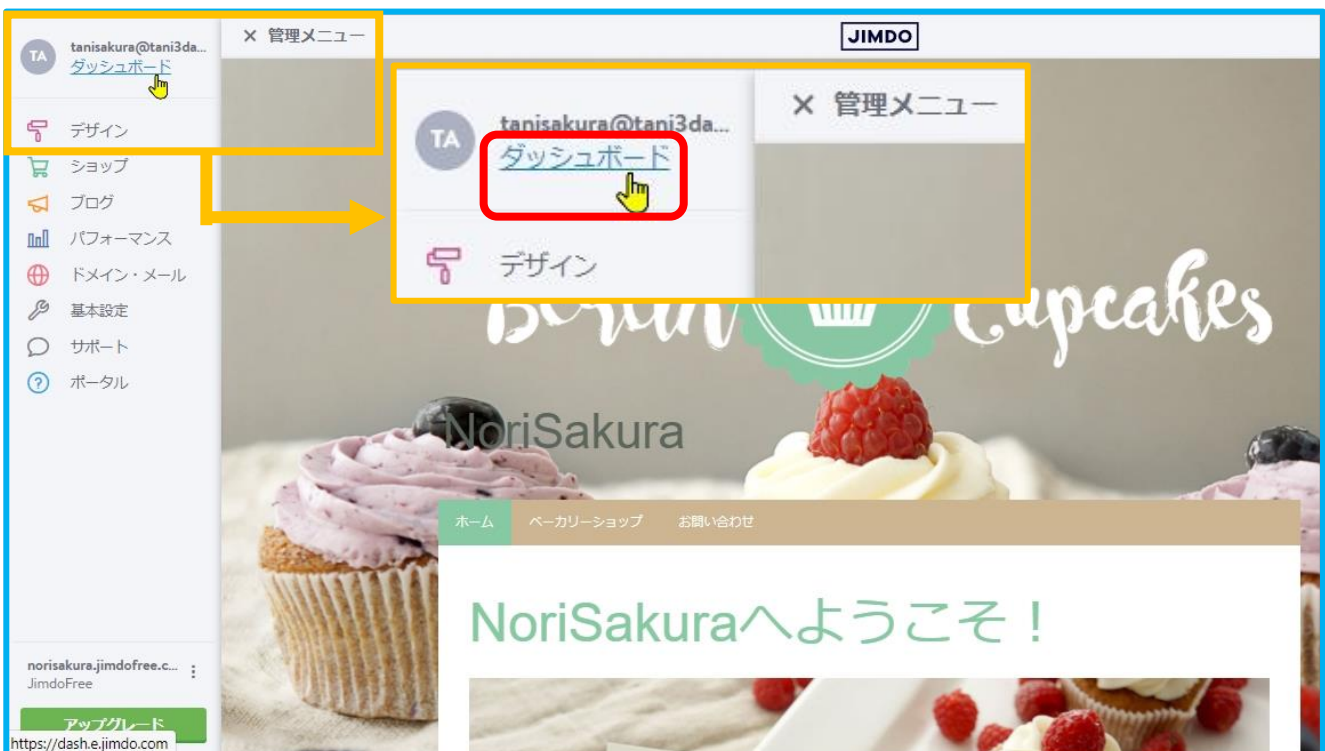 TA
tanisakura@tani3da...
ダッシュボード
デザイン
ショップ
ブログ
パフォーマンス
ドメイン・メール
基本設定
サポート
ポータル
norisakura.jimdofree.c...
JimdoFree
アップグレード
https://dash.e.jimdo.com
× 管理メニュー
JIMDO
TA
tanisakura@tani3da...
ダッシュボード
デザイン
× 管理メニュー
Berlin Cupcakes
NoriSakura
ホーム ベーカリーショップ お問い合わせ
NoriSakuraへようこそ！